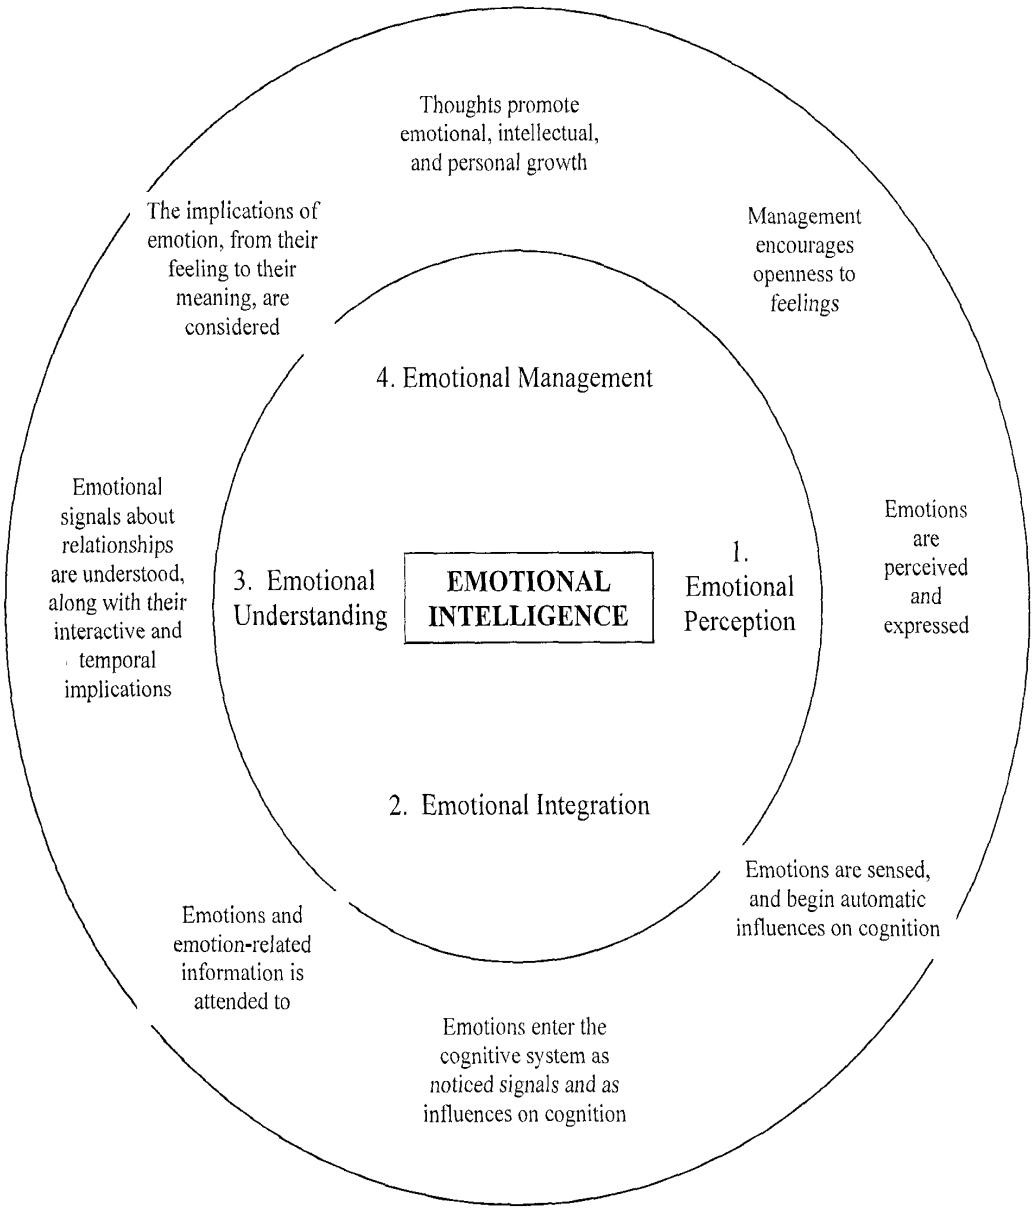 Thoughts promote
emotional, intellectual,
and personal growth
The implications of
emotion, from their
feeling to their
meaning, are
considered
Management
encourages
openness to
feelings
4. Emotional Management
Emotional
signals about
relationships
are understood,
along with their
interactive and
temporal
implications
3. Emotional
Understanding
EMOTIONAL
INTELLIGENCE
1.
Emotional
Perception
Emotions
are
perceived
and
expressed
2. Emotional Integration
Emotions are sensed,
and begin automatic
influences on cognition
Emotions and
emotion-related
information is
attended to
Emotions enter the
cognitive system as
noticed signals and as
influences on cognition